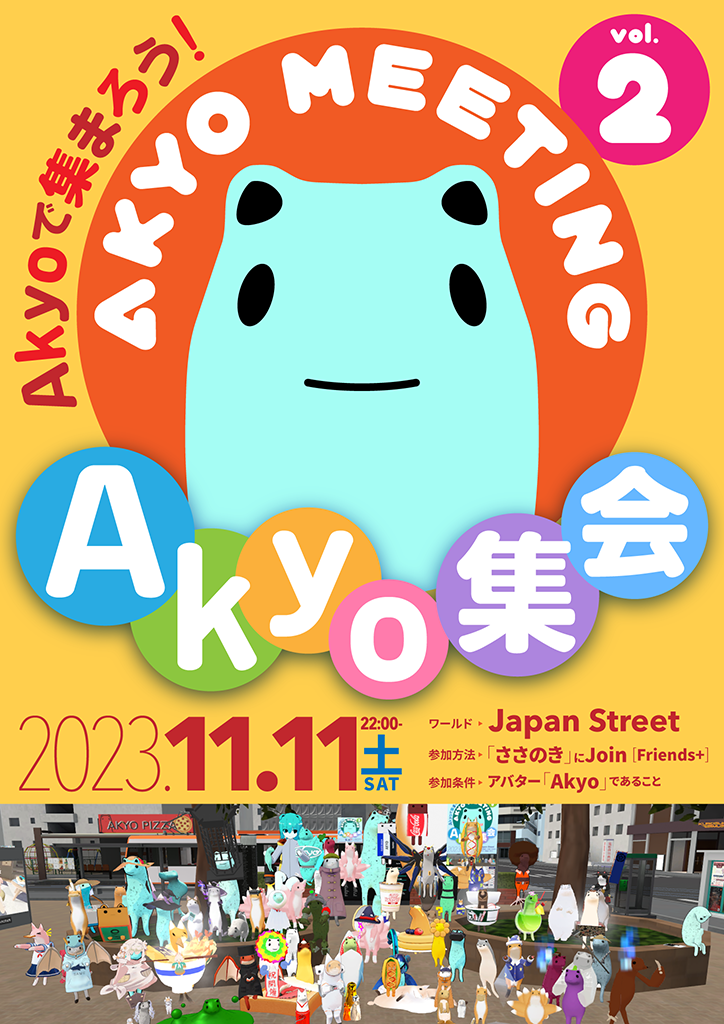 Akyoで集まろう！
AKYO MEETING
vol.
2
Akyo集会
2023.11.11
22:00-
土
SAT
ワールド ▸ Japan Street
参加方法 ▸「ささのき」にJoin [Friends+]
参加条件 ▸ アバター「Akyo」であること
AKYO PIZZA